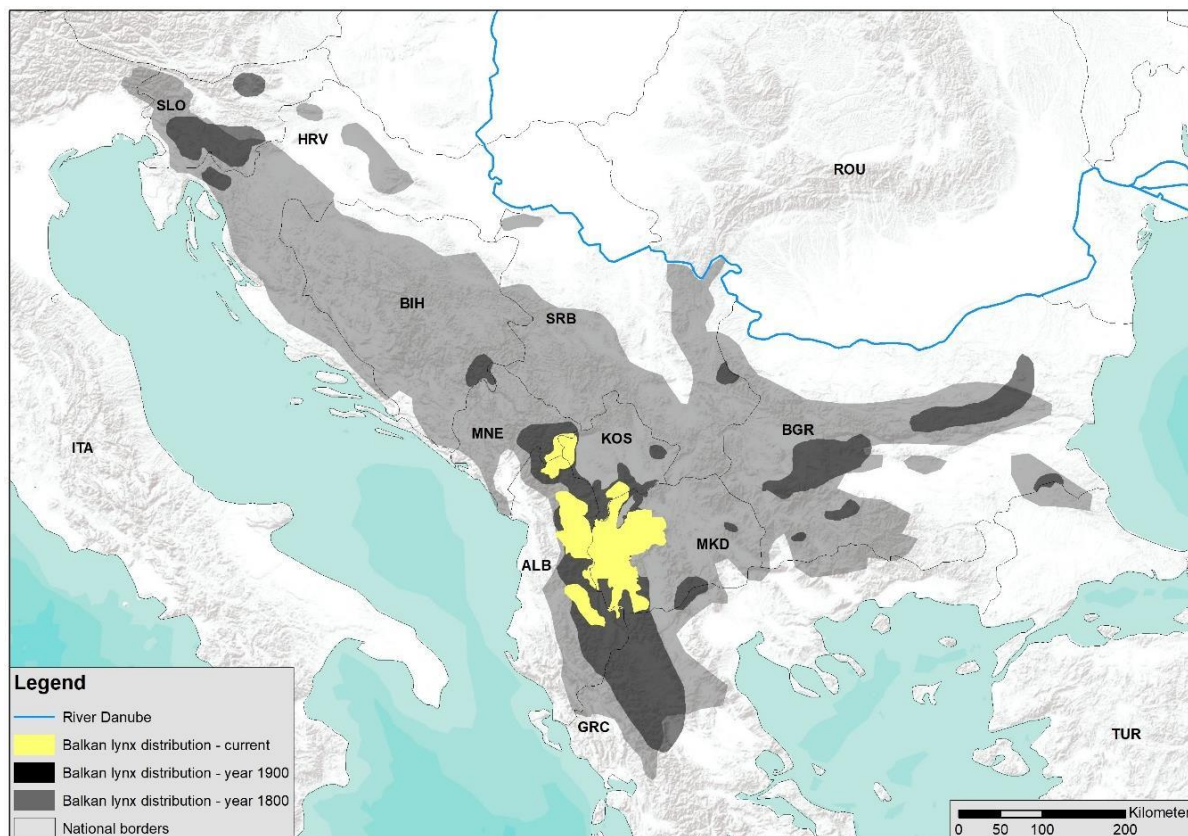 SLO
HRV
ROU
BIH
SRB
ITA
MNE
KOS
BGR
ALB
MKD
GRC
TUR
Legend
River Danube
Balkan lynx distribution - current
Balkan lynx distribution - year 1900
Balkan lynx distribution - year 1800
National borders
Kilometer
0 50 100 200